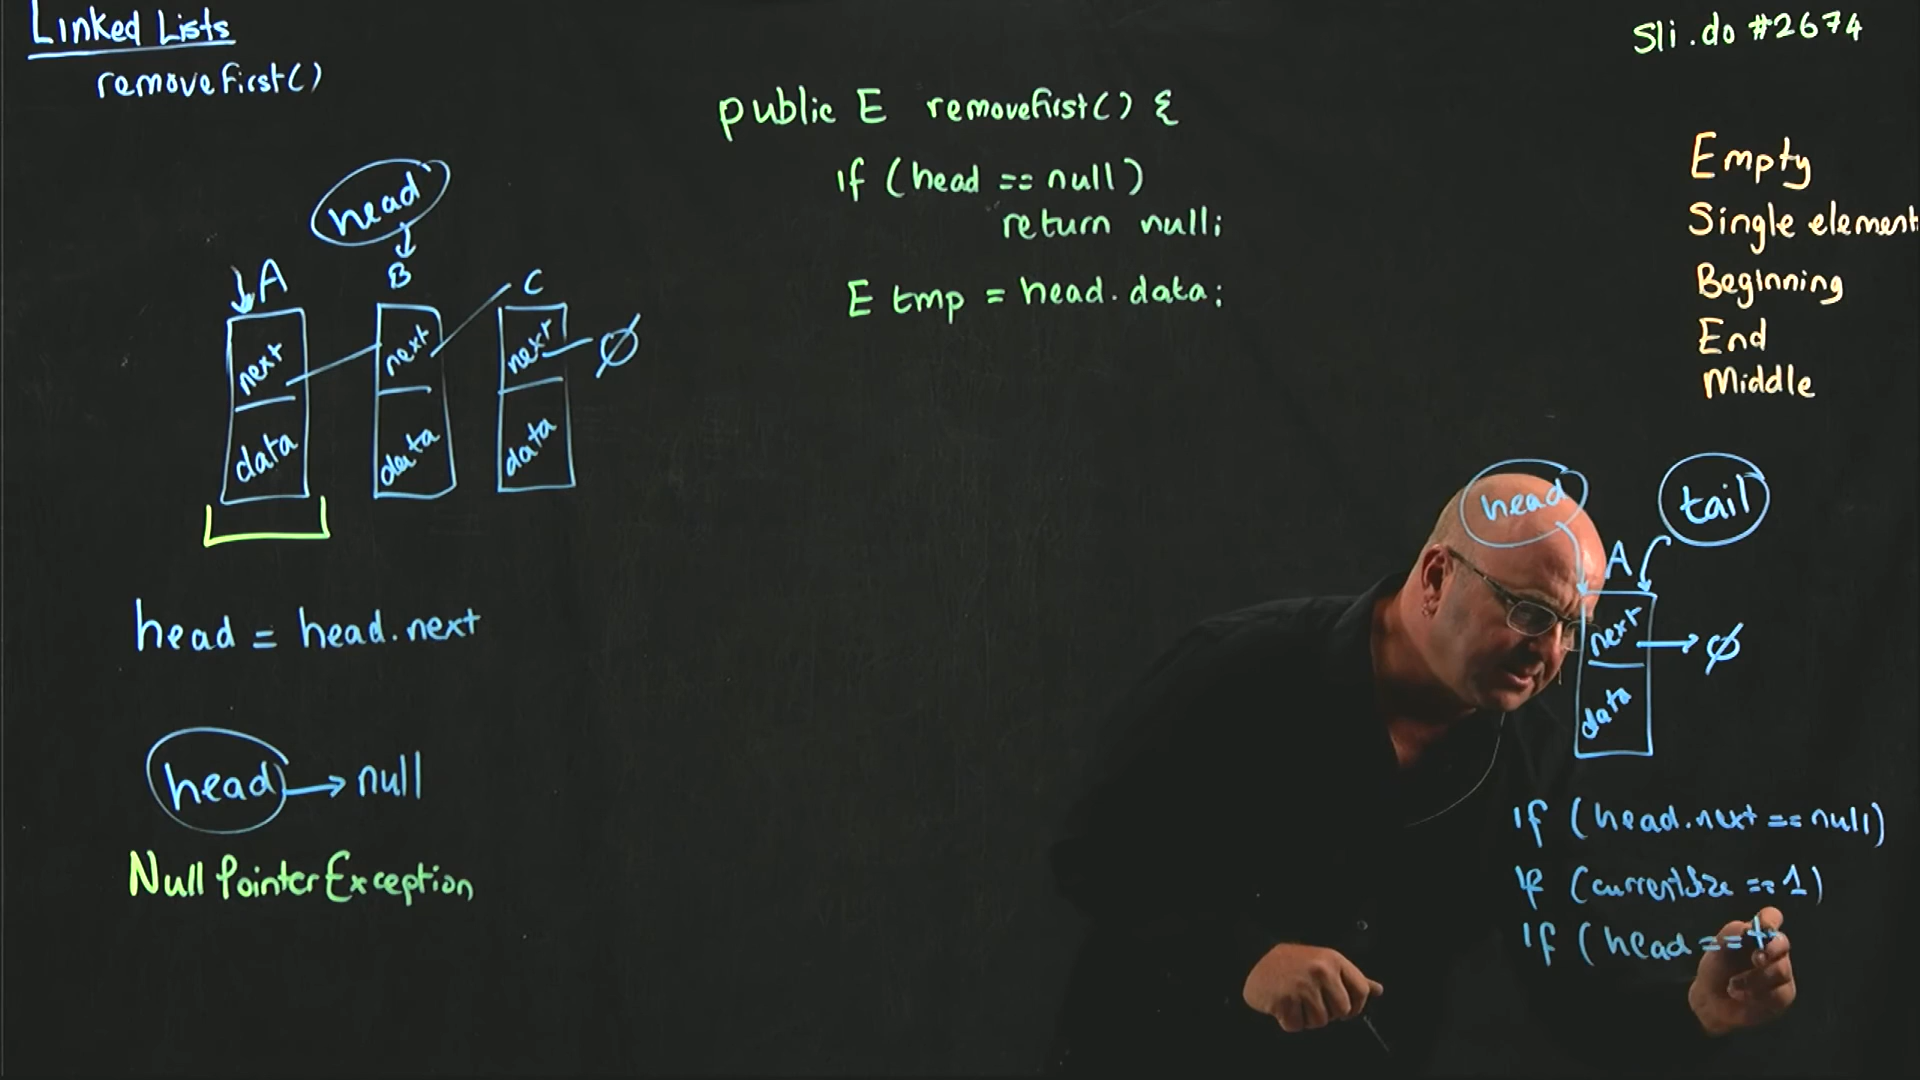 Linked Lists
removeFirst()
Sli.do #2674
public E removeFirst() {
if (head == null)
return null;
E tmp = head.data;
Empty
Single element
Beginning
End
Middle
head
A
B
C
next
next
next
Ø
data
data
data
head = head.next
head → null
NullPointerException
head
tail
A
next
Ø
data
if (head.next == null)
if (currentSize == 1)
if (head ==